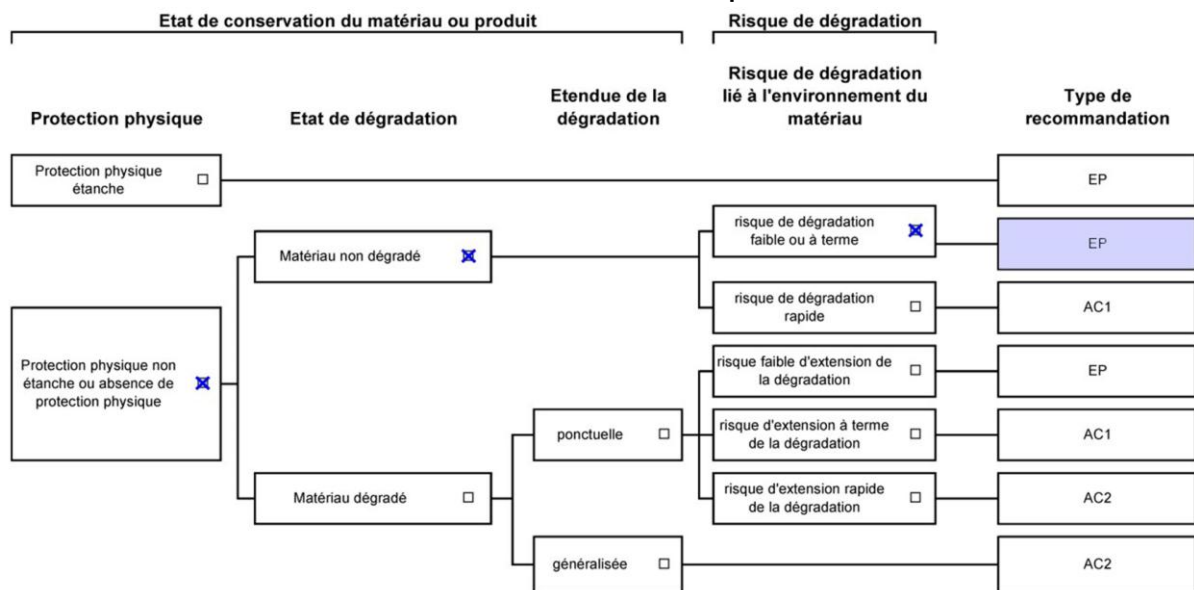 Etat de conservation du matériau ou produit
Risque de dégradation
Protection physique
Etat de dégradation
Etendue de la
dégradation
Risque de dégradation
lié à l'environnement du
matériau
Type de
recommandation
Protection physique
étanche
EP
Protection physique non
étanche ou absence de
protection physique
Matériau non dégradé
risque de dégradation
faible ou à terme
EP
risque de dégradation
rapide
AC1
Matériau dégradé
ponctuelle
risque faible d'extension de
la dégradation
EP
risque d'extension à terme
de la dégradation
AC1
risque d'extension rapide
de la dégradation
AC2
généralisée
AC2